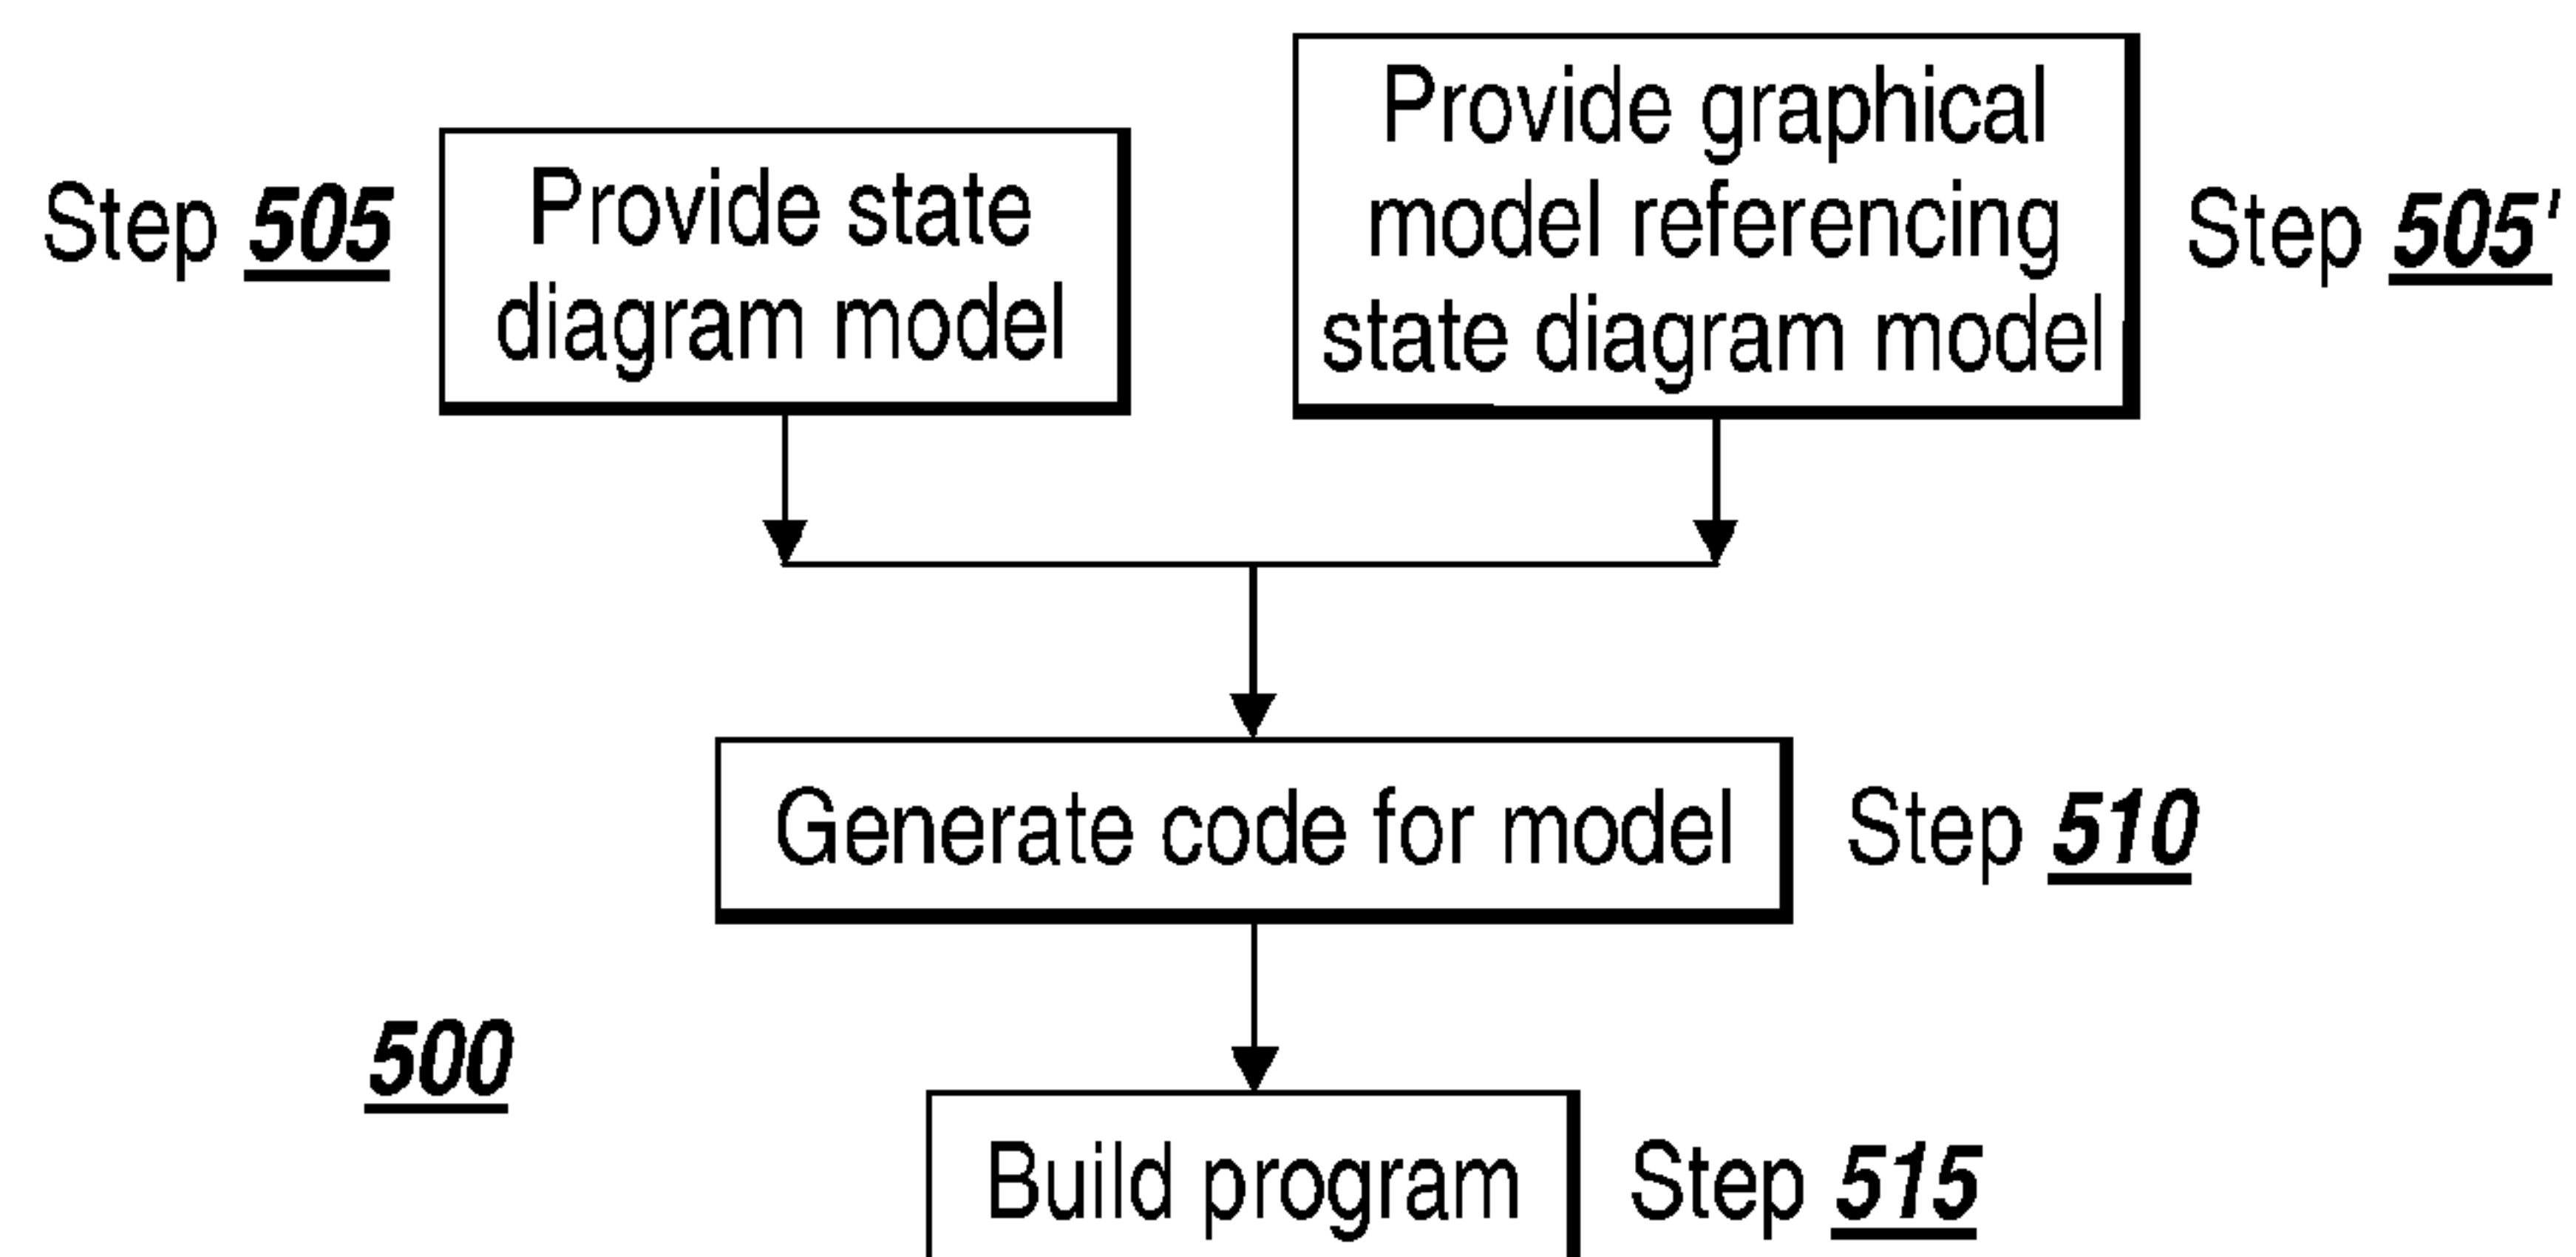 Provide graphical
model referencing
state diagram model
Step 505'
Step 505
Provide state
diagram model
Generate code for model
Step 510
500
Build program
Step 515